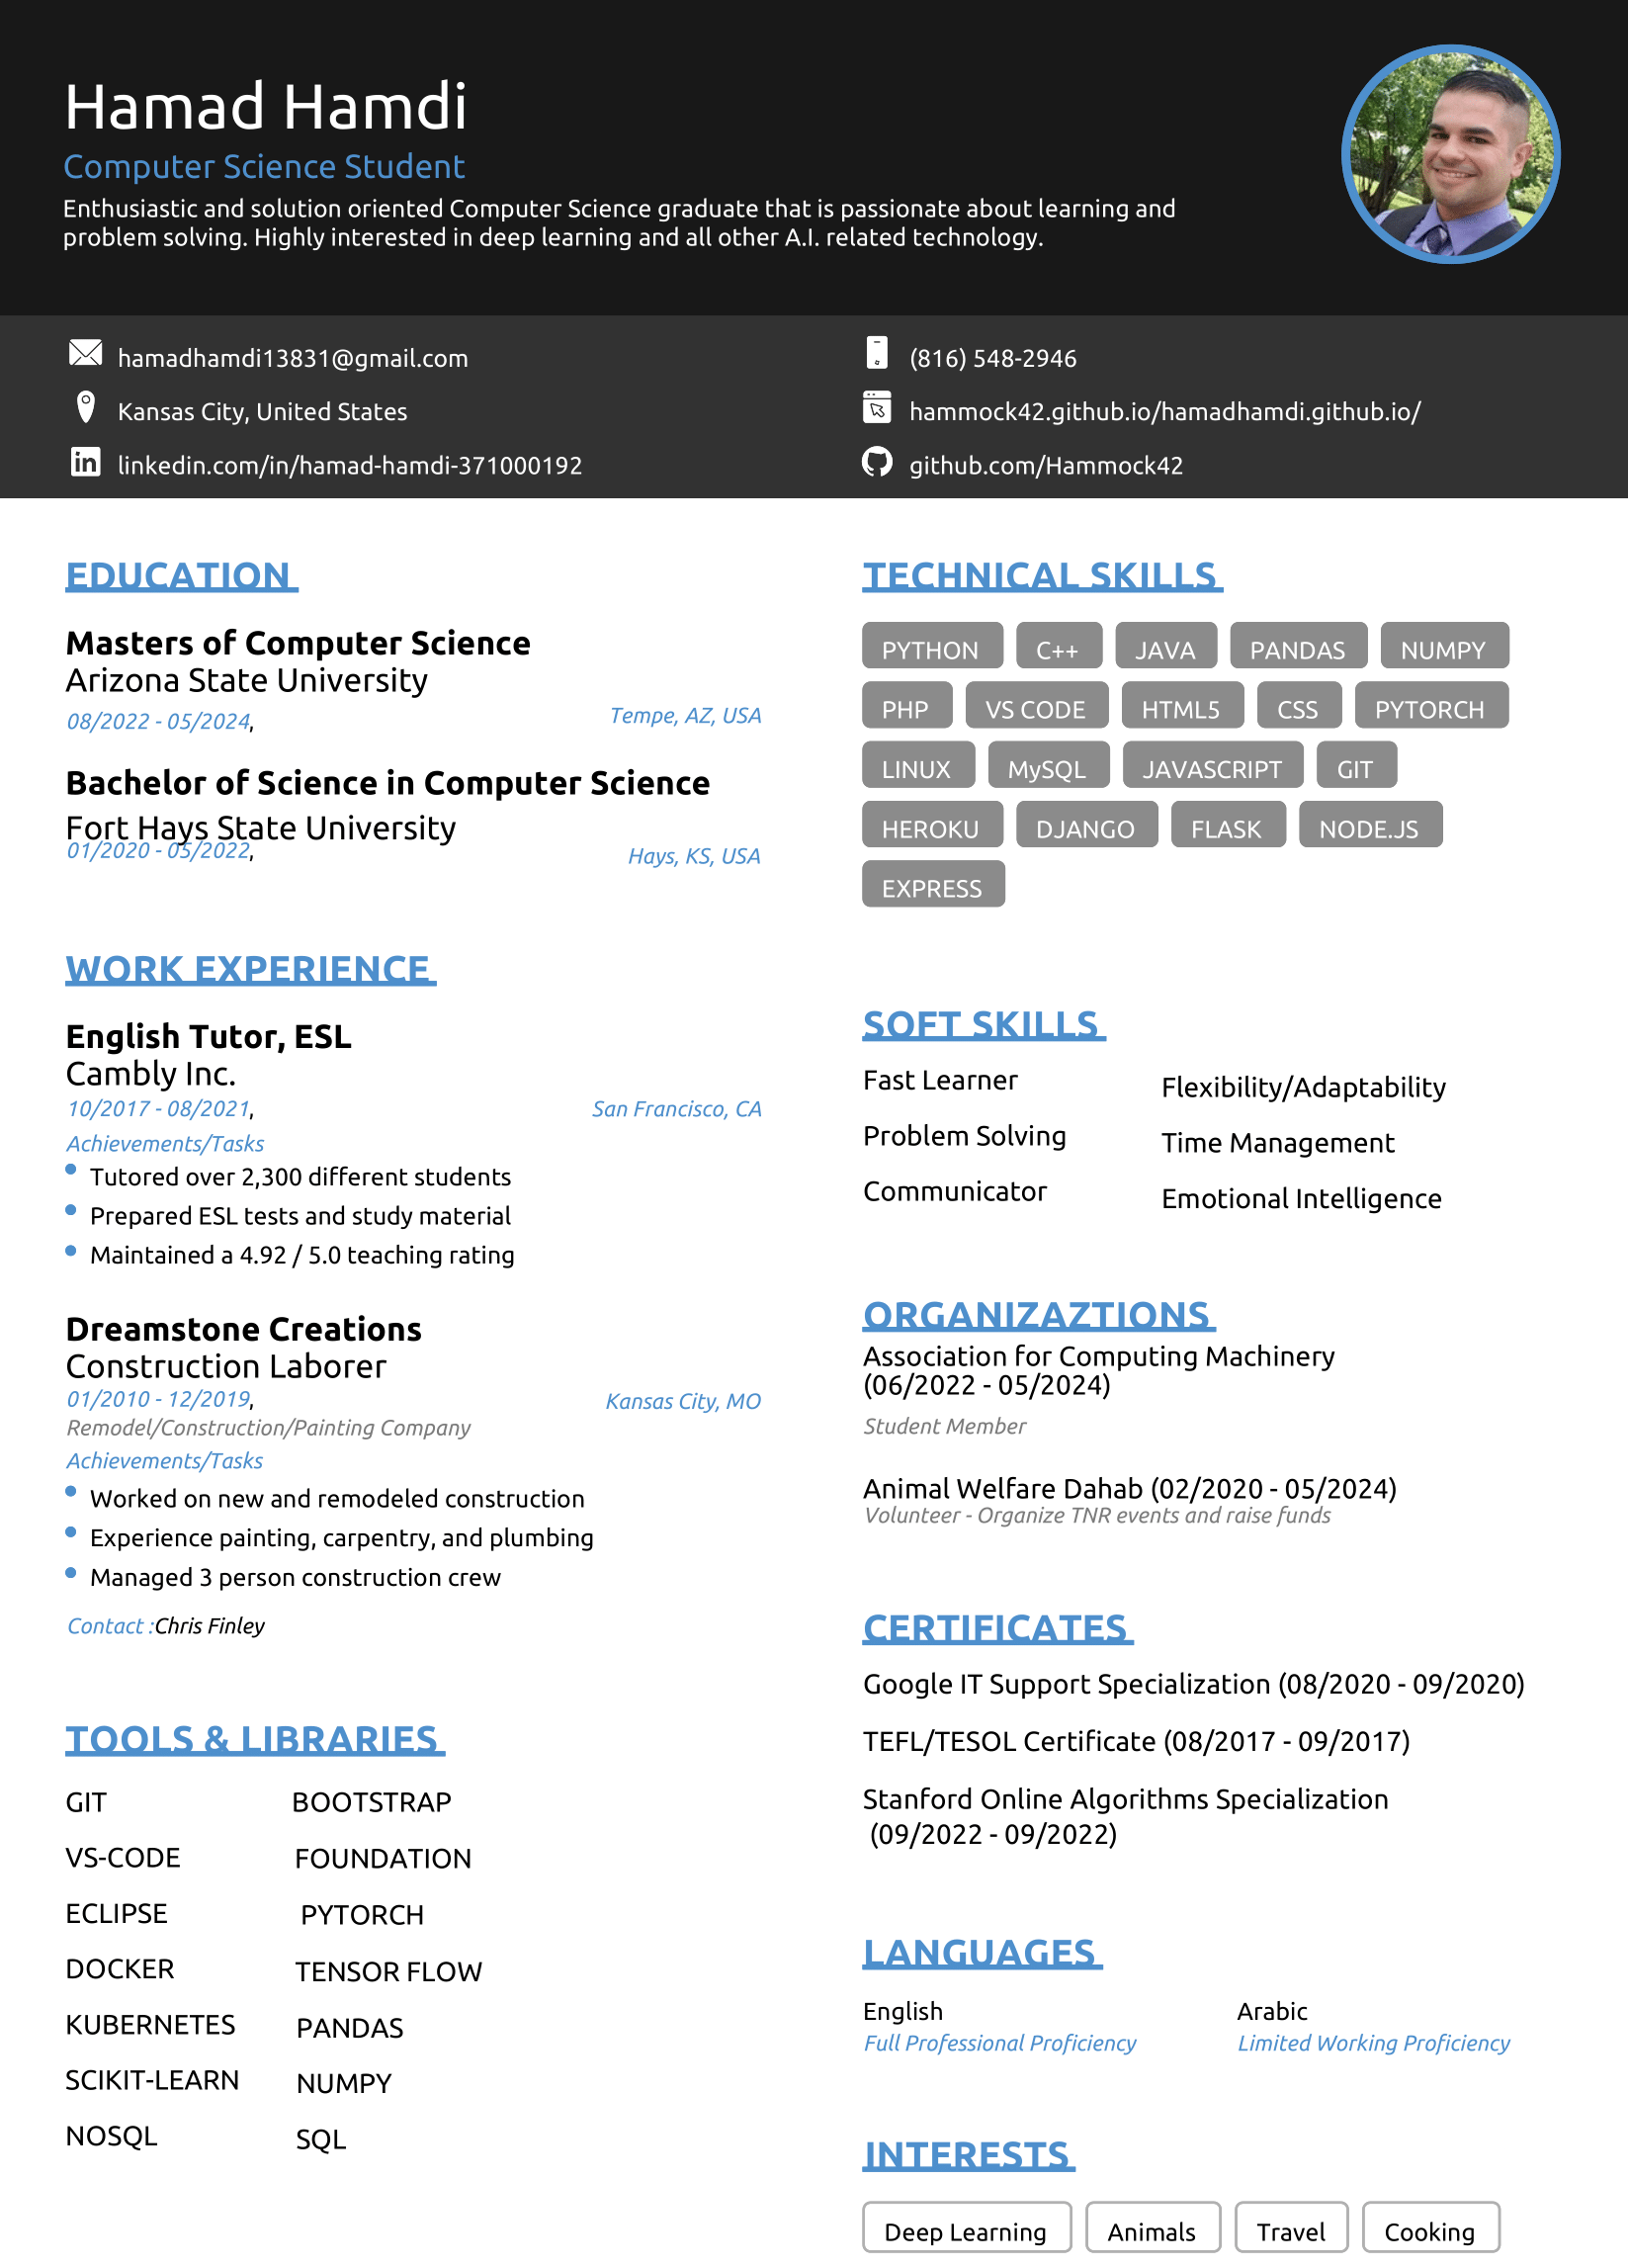 Hamad Hamdi
Computer Science Student
Enthusiastic and solution oriented Computer Science graduate that is passionate about learning and
problem solving. Highly interested in deep learning and all other A.I. related technology.
hamadhamdi13831@gmail.com
(816) 548-2946
Kansas City, United States
hammock42.github.io/hamadhamdi.github.io/
linkedin.com/in/hamad-hamdi-371000192
github.com/Hammock42
EDUCATION
Masters of Computer Science
Arizona State University
08/2022 - 05/2024, Tempe, AZ, USA
Bachelor of Science in Computer Science
Fort Hays State University
01/2020 - 05/2022, Hays, KS, USA
WORK EXPERIENCE
English Tutor, ESL
Cambly Inc.
10/2017 - 08/2021, San Francisco, CA
Achievements/Tasks
Tutored over 2,300 different students
Prepared ESL tests and study material
Maintained a 4.92 / 5.0 teaching rating
Dreamstone Creations
Construction Laborer
01/2010 - 12/2019, Kansas City, MO
Remodel/Construction/Painting Company
Achievements/Tasks
Worked on new and remodeled construction
Experience painting, carpentry, and plumbing
Managed 3 person construction crew
Contact :Chris Finley
TOOLS & LIBRARIES
GIT BOOTSTRAP
VS-CODE FOUNDATION
ECLIPSE PYTORCH
DOCKER TENSOR FLOW
KUBERNETES PANDAS
SCIKIT-LEARN NUMPY
NOSQL SQL
TECHNICAL SKILLS
PYTHON C++ JAVA PANDAS NUMPY
PHP VS CODE HTML5 CSS PYTORCH
LINUX MySQL JAVASCRIPT GIT
HEROKU DJANGO FLASK NODE.JS
EXPRESS
SOFT SKILLS
Fast Learner Flexibility/Adaptability
Problem Solving Time Management
Communicator Emotional Intelligence
ORGANIZAZTIONS
Association for Computing Machinery
(06/2022 - 05/2024)
Student Member
Animal Welfare Dahab (02/2020 - 05/2024)
Volunteer - Organize TNR events and raise funds
CERTIFICATES
Google IT Support Specialization (08/2020 - 09/2020)
TEFL/TESOL Certificate (08/2017 - 09/2017)
Stanford Online Algorithms Specialization
(09/2022 - 09/2022)
LANGUAGES
English Arabic
Full Professional Proficiency Limited Working Proficiency
INTERESTS
Deep Learning Animals Travel Cooking